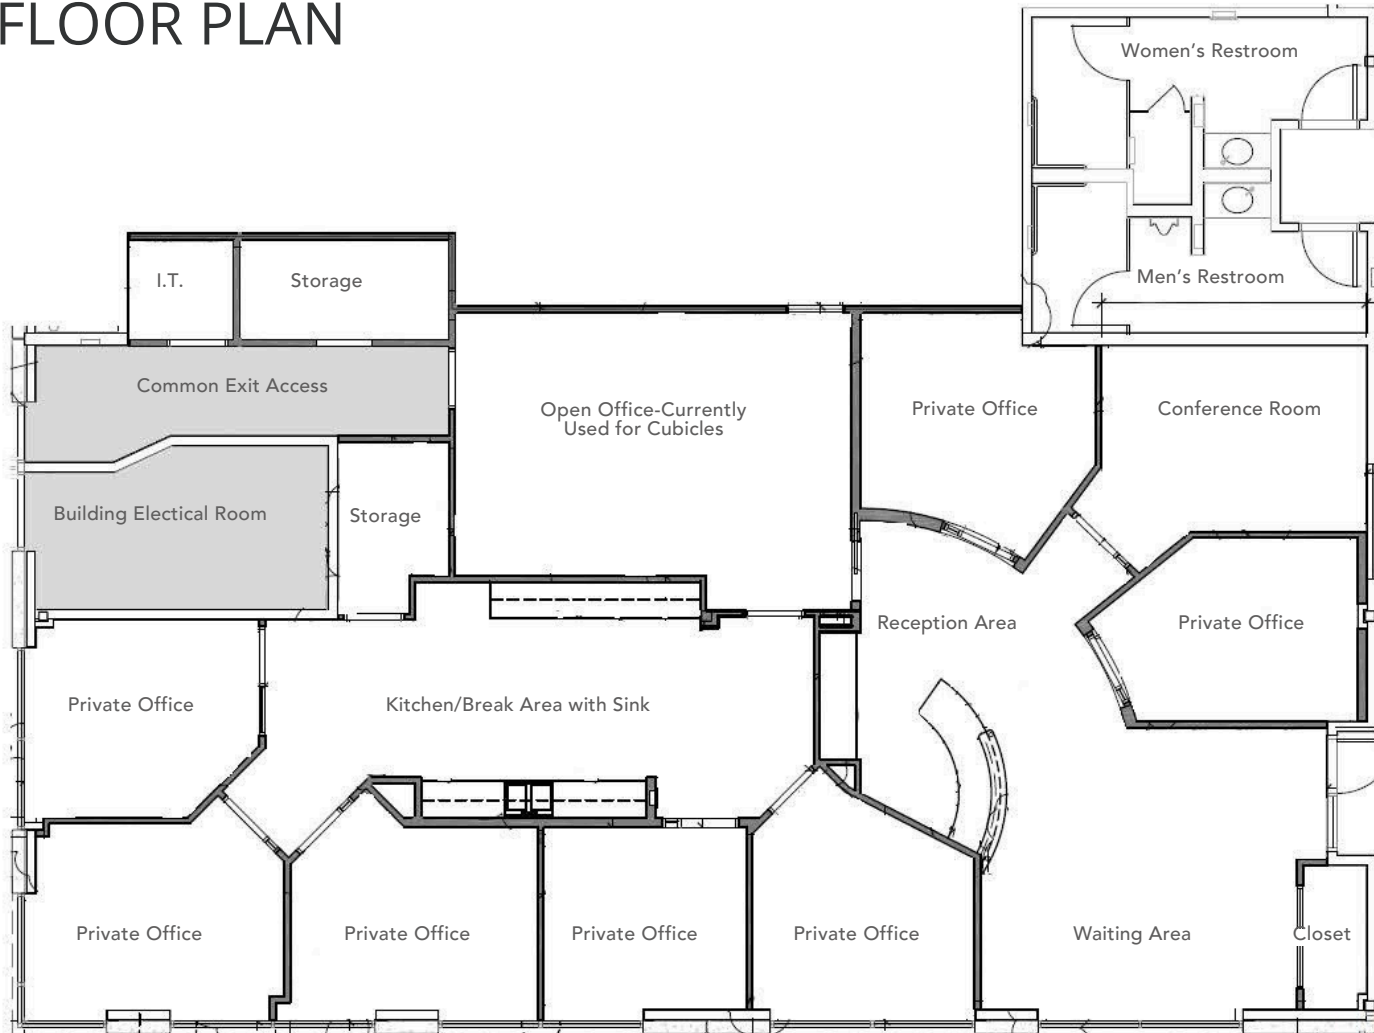 FLOOR PLAN
Women's Restroom
Men's Restroom
I.T.
Storage
Common Exit Access
Open Office-Currently
Used for Cubicles
Private Office
Conference Room
Building Electical Room
Storage
Reception Area
Private Office
Private Office
Kitchen/Break Area with Sink
Private Office
Private Office
Private Office
Private Office
Waiting Area
Closet